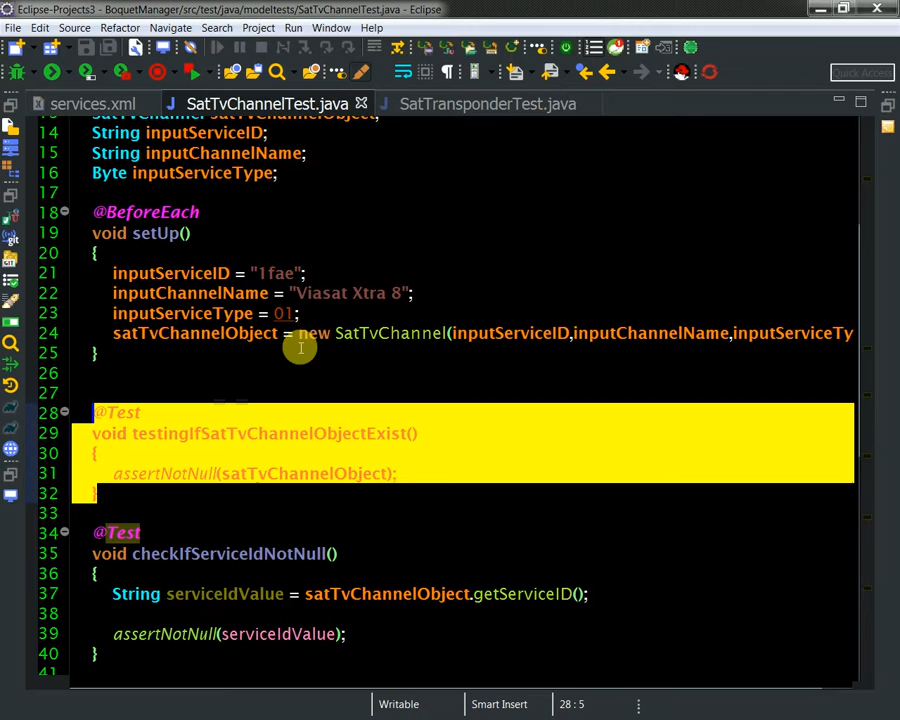 Eclipse-Projects3 - BoquetManager/src/test/java/modeltests/SatTvChannelTest.java - Eclipse
File Edit Source Refactor Navigate Search Project Run Window Help
Quick Access
services.xml SatTvChannelTest.java SatTransponderTest.java
SatTvChannel satTvChannelObject;
14 String inputServiceID;
15 String inputChannelName;
16 Byte inputServiceType;
17
18 @BeforeEach
19 void setUp()
20 {
21 inputServiceID = "1fae";
22 inputChannelName = "Viasat Xtra 8";
23 inputServiceType = 01;
24 satTvChannelObject = new SatTvChannel(inputServiceID,inputChannelName,inputServiceTy
25 }
26
27
28 @Test
29 void testingIfSatTvChannelObjectExist()
30 {
31 assertNotNull(satTvChannelObject);
32 }
33
34 @Test
35 void checkIfServiceIdNotNull()
36 {
37 String serviceIdValue = satTvChannelObject.getServiceID();
38
39 assertNotNull(serviceIdValue);
40 }
41
Writable Smart Insert 28 : 5